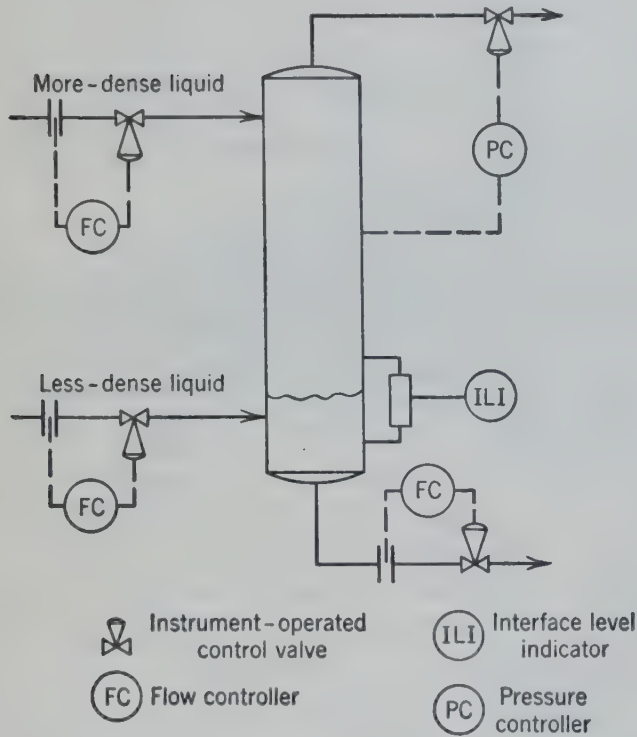 More-dense liquid
PC
FC
Less-dense liquid
ILI
FC
FC
Instrument-operated
control valve
ILI
Interface level
indicator
FC
Flow controller
PC
Pressure
controller